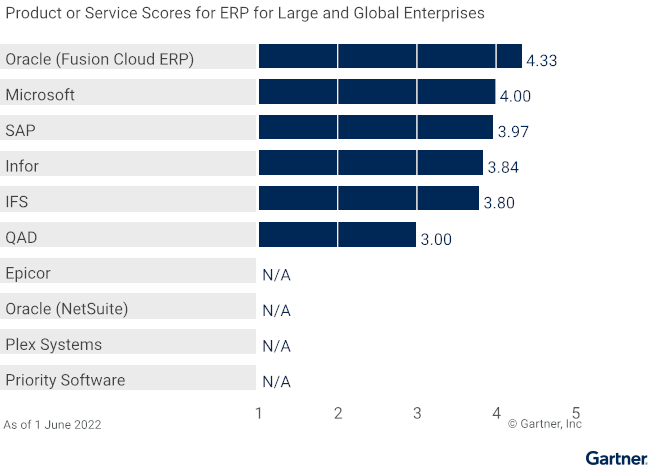 Product or Service Scores for ERP for Large and Global Enterprises
Oracle (Fusion Cloud ERP) 4.33
Microsoft 4.00
SAP 3.97
Infor 3.84
IFS 3.80
QAD 3.00
Epicor N/A
Oracle (NetSuite) N/A
Plex Systems N/A
Priority Software N/A
1 2 3 4 5
As of 1 June 2022 © Gartner, Inc
Gartner